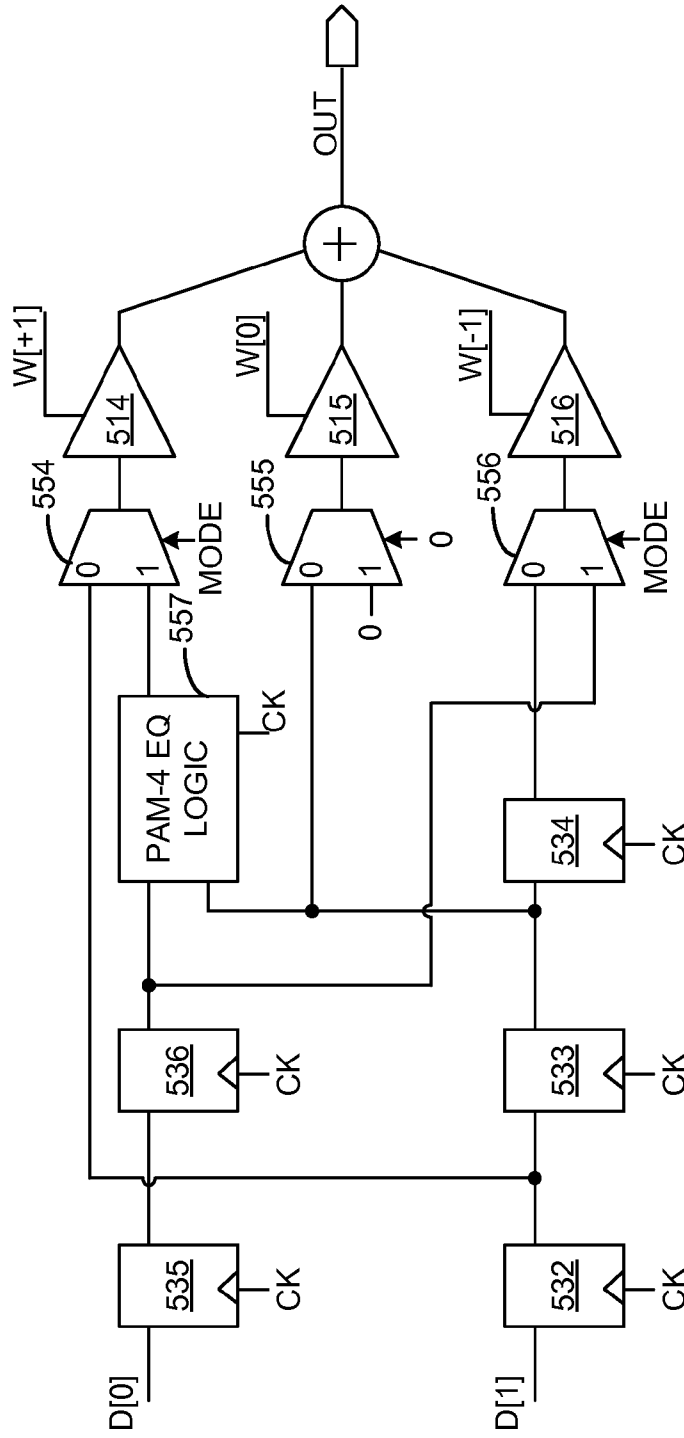 D[0]
535
CK
536
CK
PAM-4 EQ
LOGIC
557
CK
554
0
1
MODE
514
W[+1]
555
0
1
0
0
515
W[0]
+
OUT
D[1]
532
CK
533
CK
534
CK
556
0
1
MODE
516
W[-1]